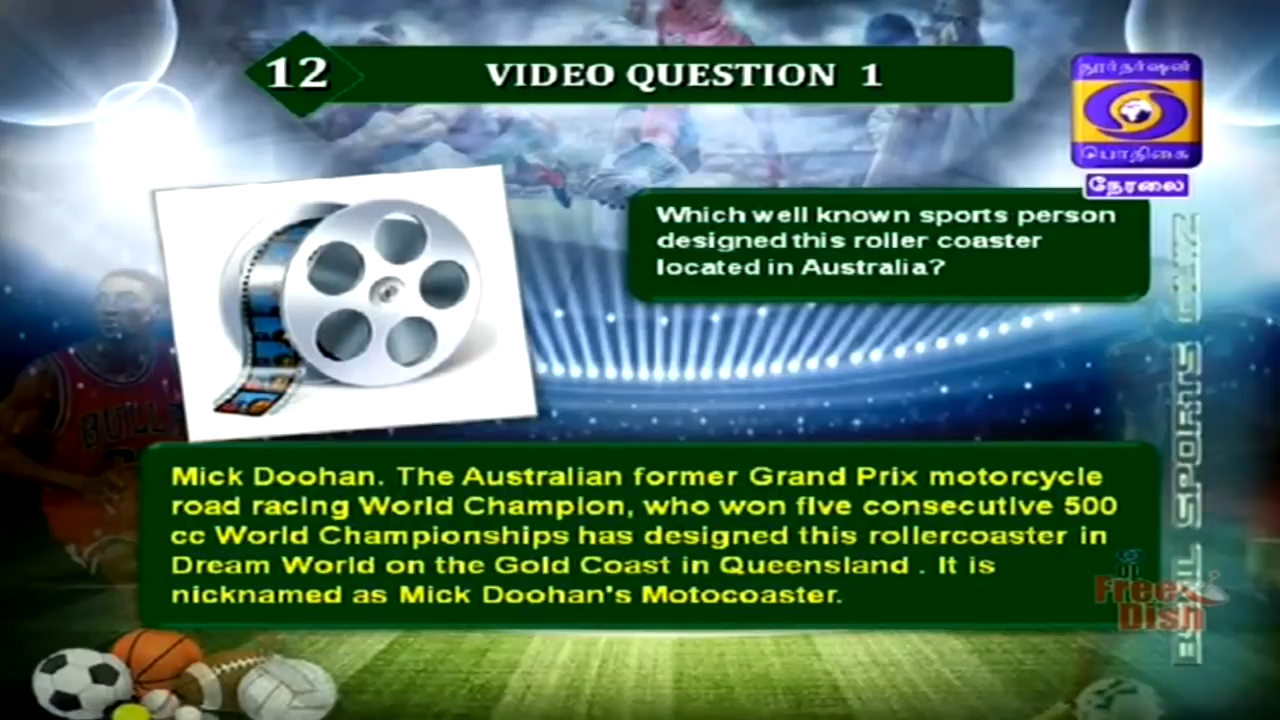 12
VIDEO QUESTION 1
தூர்தர்ஷன்
பொதிகை
நேரலை
Which well known sports person
designed this roller coaster
located in Australia?
Mick Doohan. The Australian former Grand Prix motorcycle
road racing World Champion, who won five consecutive 500
cc World Championships has designed this rollercoaster in
Dream World on the Gold Coast in Queensland . It is
nicknamed as Mick Doohan's Motocoaster.
BULL
SPORTS
Free
Dish